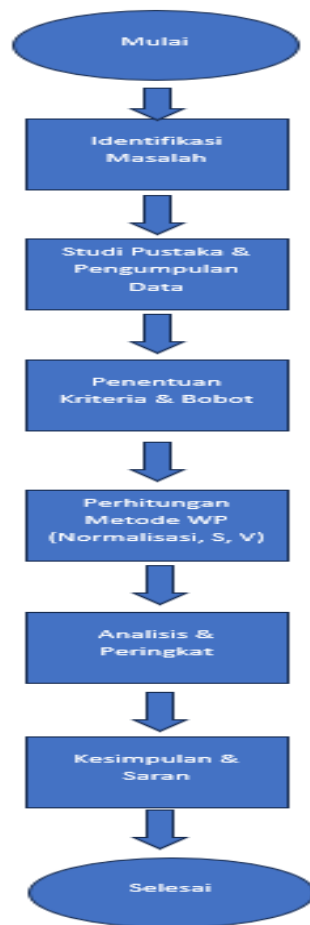 Mulai
Identifikasi
Masalah
Studi Pustaka &
Pengumpulan
Data
Penentuan
Kriteria & Bobot
Perhitungan
Metode WP
(Normalisasi, S, V)
Analisis &
Peringkat
Kesimpulan &
Saran
Selesai